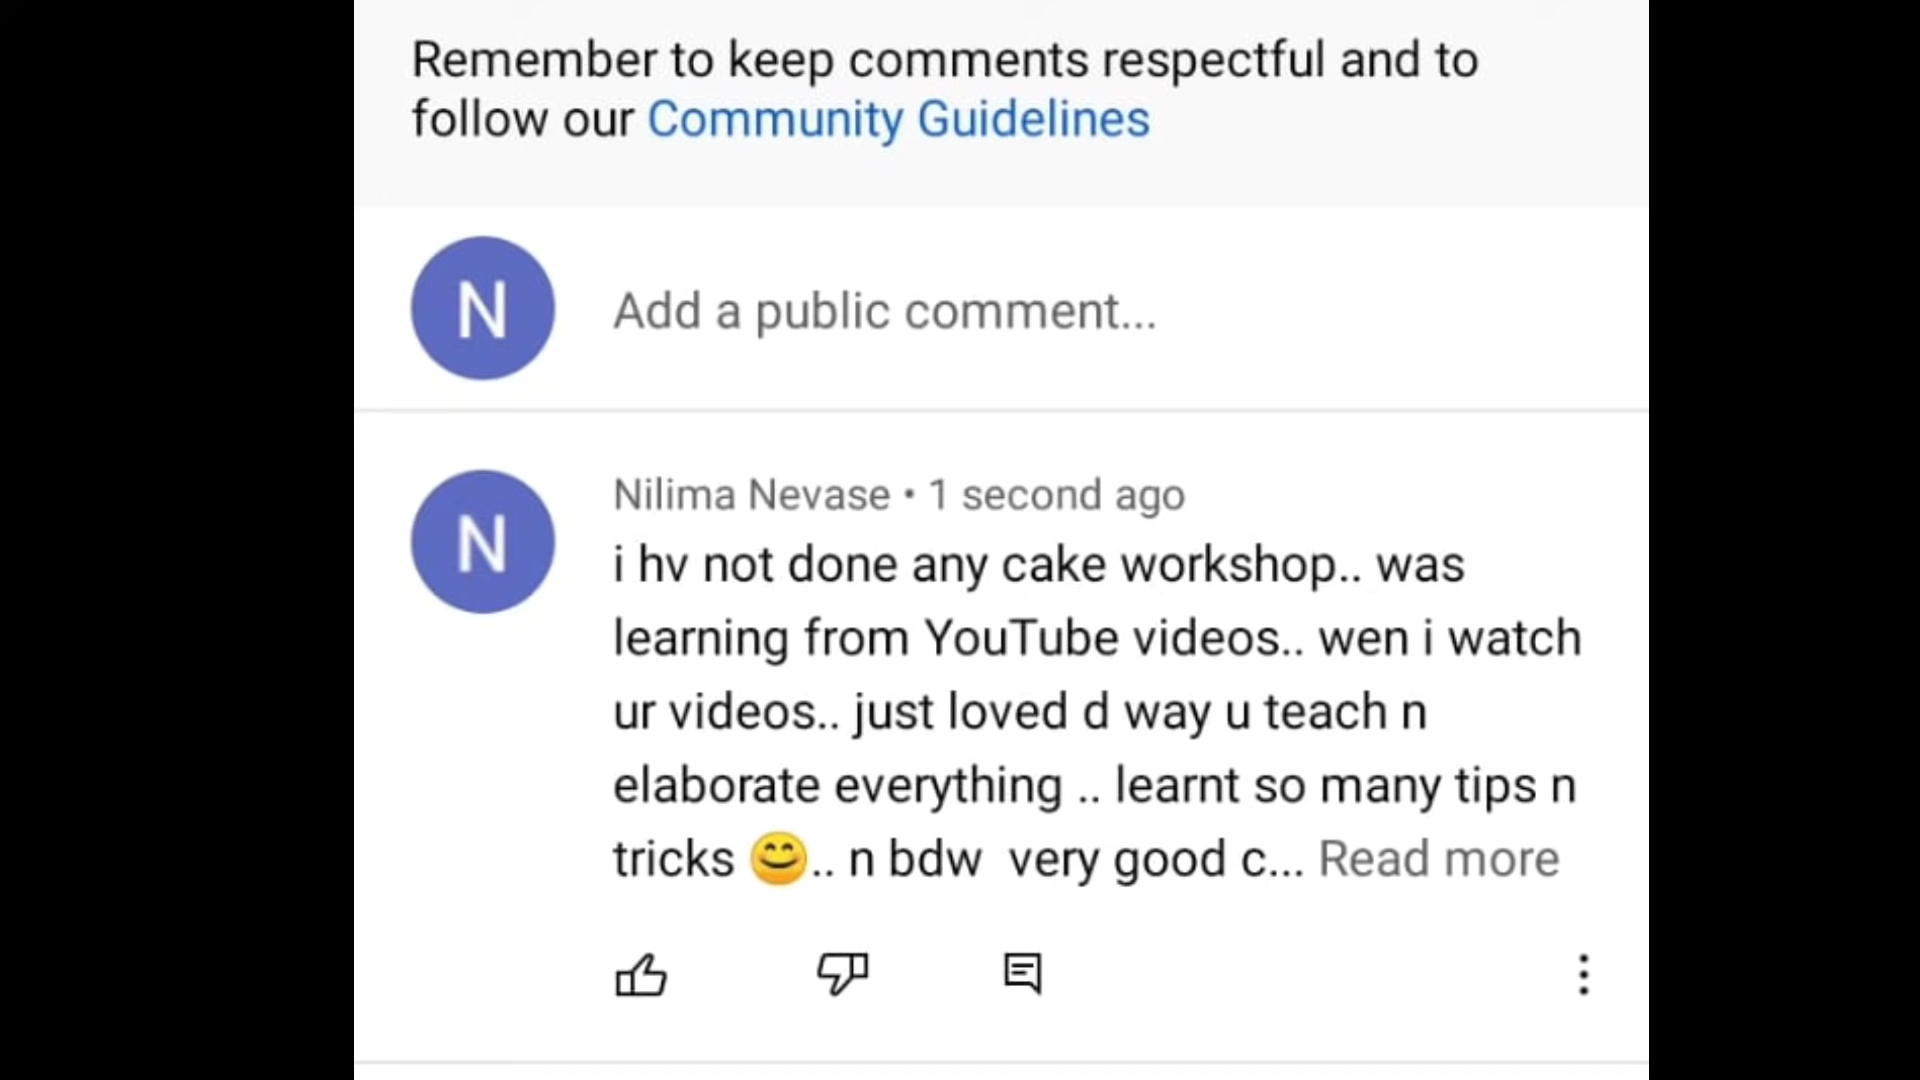 Remember to keep comments respectful and to
follow our Community Guidelines
N
Add a public comment...
N
Nilima Nevase • 1 second ago
i hv not done any cake workshop.. was
learning from YouTube videos.. wen i watch
ur videos.. just loved d way u teach n
elaborate everything .. learnt so many tips n
tricks 😊.. n bdw  very good c... Read more